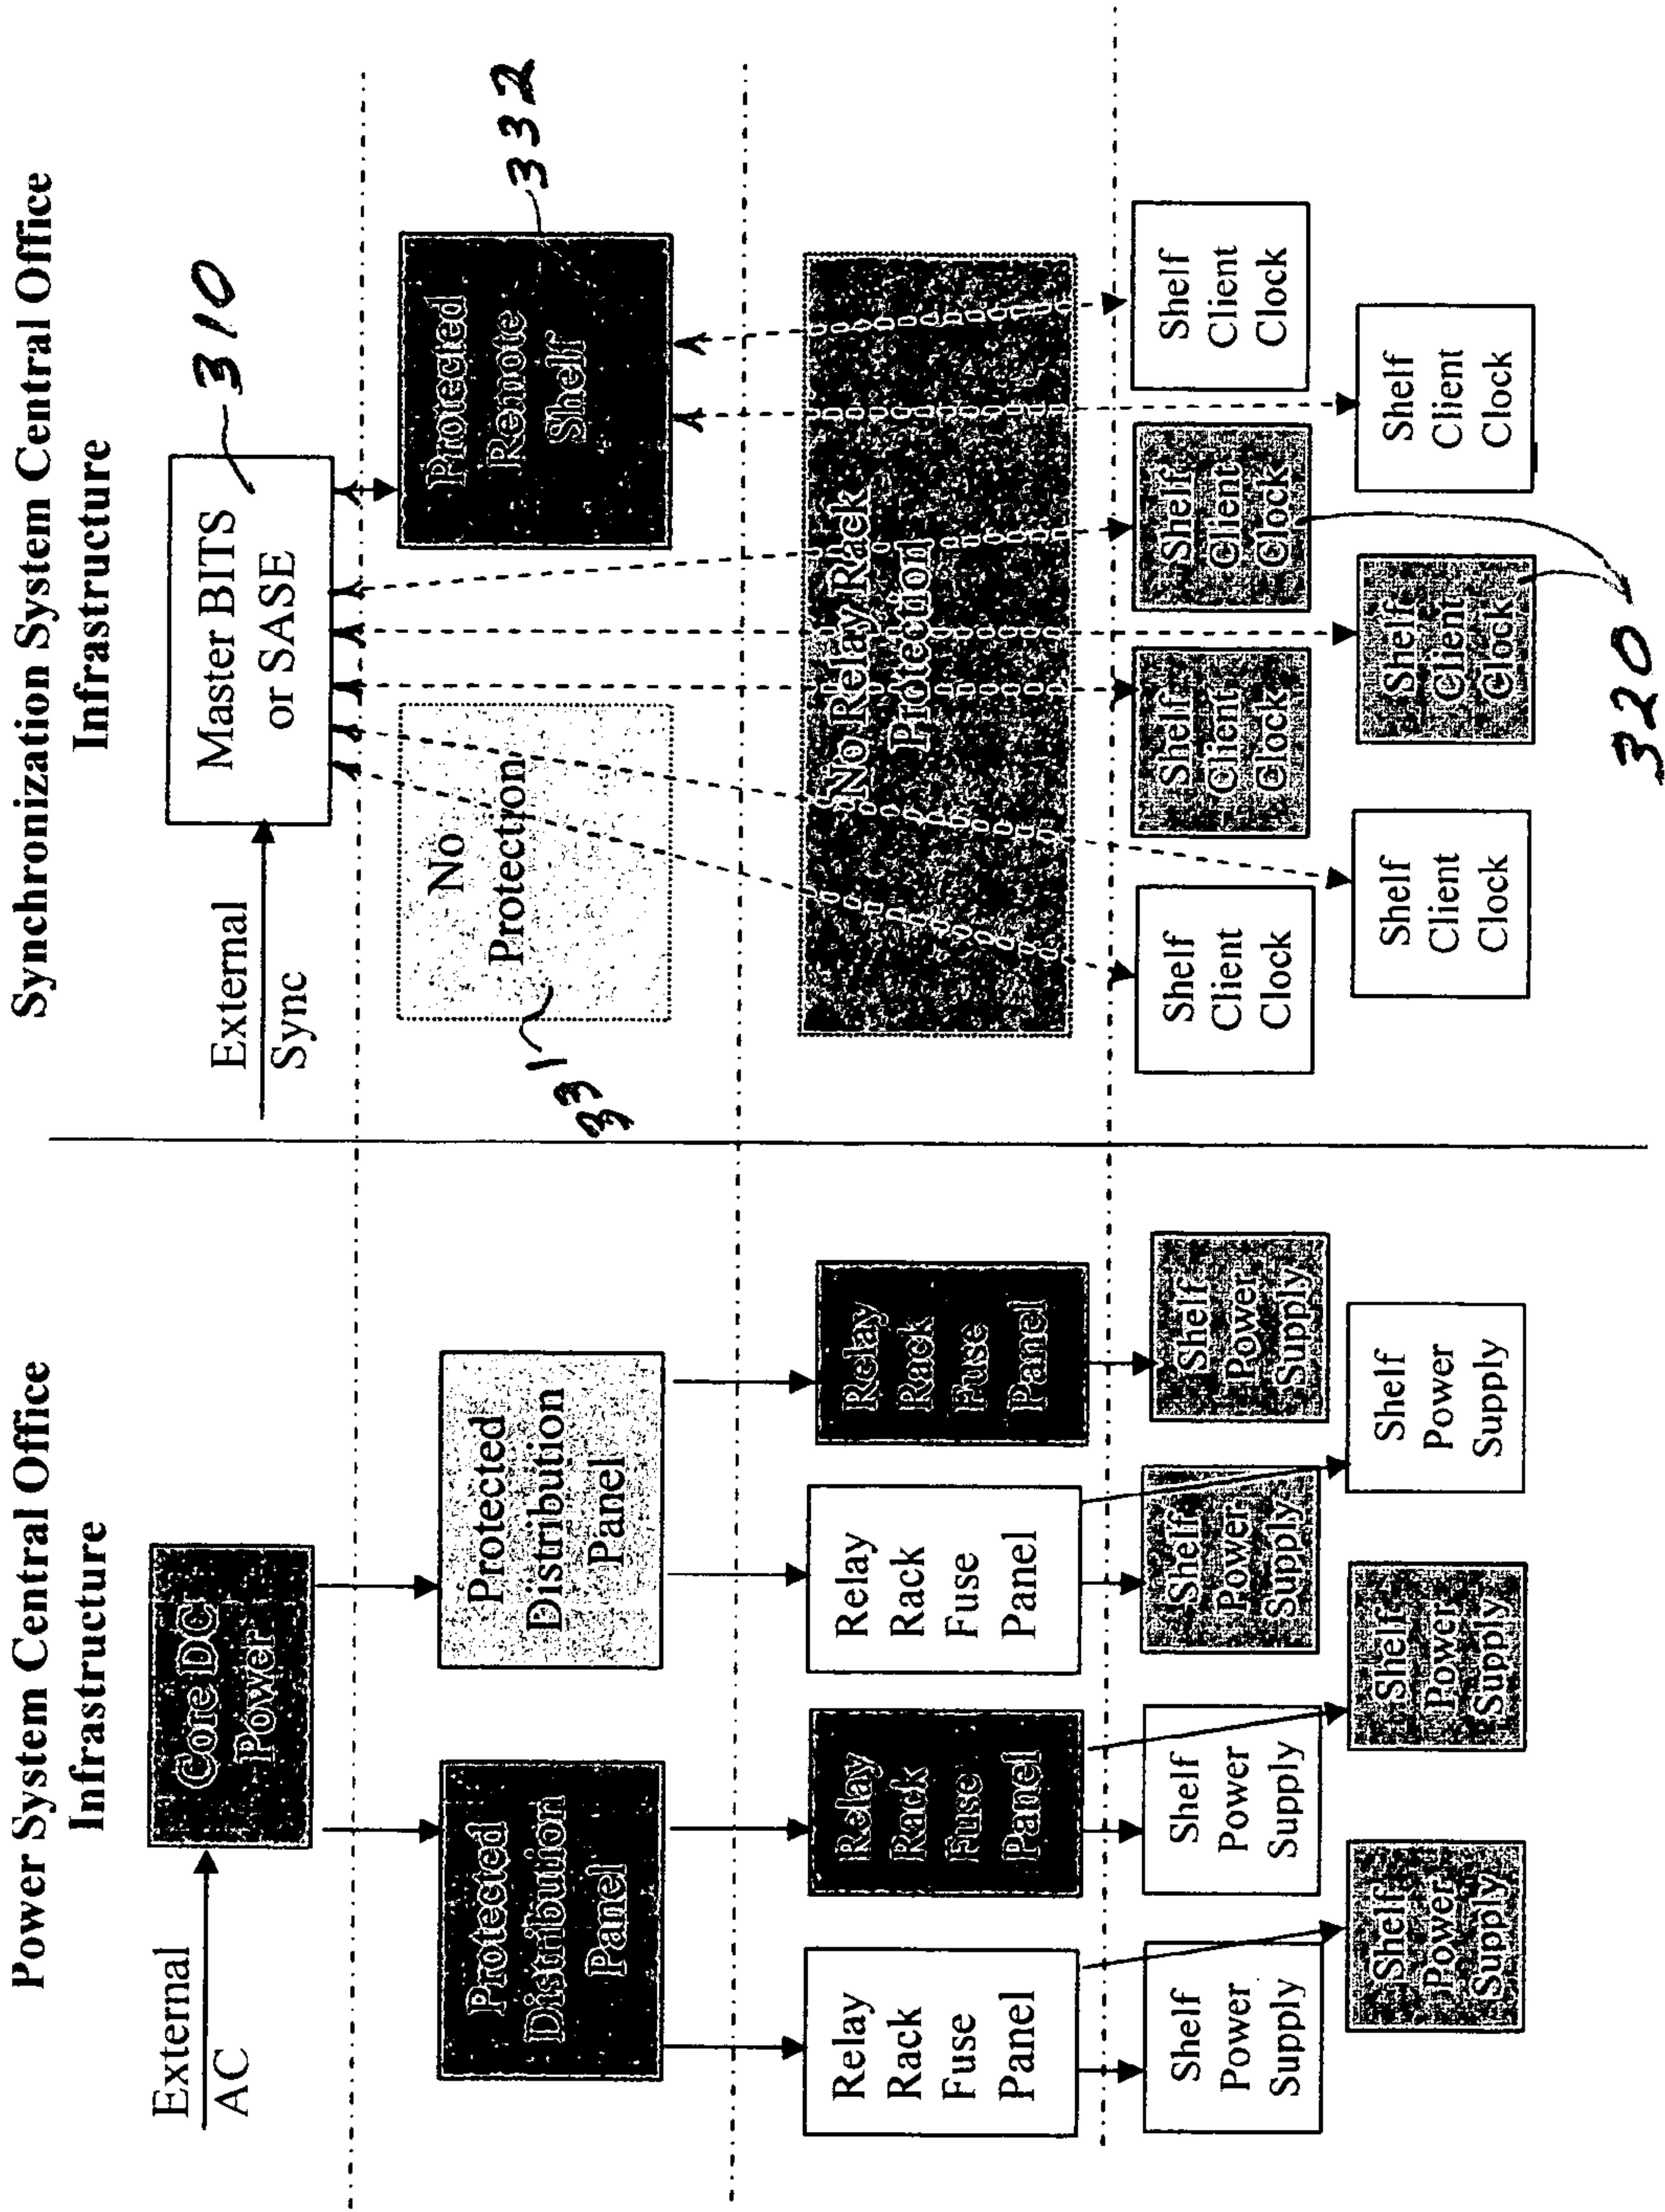 Power System Central Office
Infrastructure
External
AC
Core DC
Power
Protected
Distribution
Panel
Protected
Distribution
Panel
Relay
Rack
Fuse
Panel
Relay
Rack
Fuse
Panel
Relay
Rack
Fuse
Panel
Relay
Rack
Fuse
Panel
Shelf
Power
Supply
Shelf
Power
Supply
Shelf
Power
Supply
Shelf
Power
Supply
Shelf
Power
Supply
Shelf
Power
Supply
Shelf
Power
Supply
Synchronization System Central Office
Infrastructure
External
Sync
Master BITS
or SASE
310
No
Protection
331
Protected
Remote
Shelf
332
No Relay Rack
Protection
Shelf
Client
Clock
Shelf
Client
Clock
Shelf
Client
Clock
Shelf
Client
Clock
Shelf
Client
Clock
Shelf
Client
Clock
Shelf
Client
Clock
320